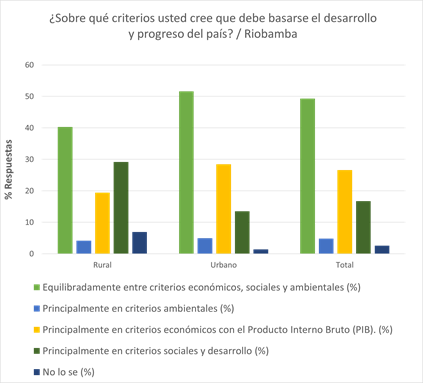 ¿Sobre qué criterios usted cree que debe basarse el desarrollo
y progreso del país? / Riobamba
60
50
40
30
20
10
0
% Respuestas
Rural
Urbano
Total
Equilibradamente entre criterios económicos, sociales y ambientales (%)
Principalmente en criterios ambientales (%)
Principalmente en criterios económicos con el Producto Interno Bruto (PIB). (%)
Principalmente en criterios sociales y desarrollo (%)
No lo se (%)